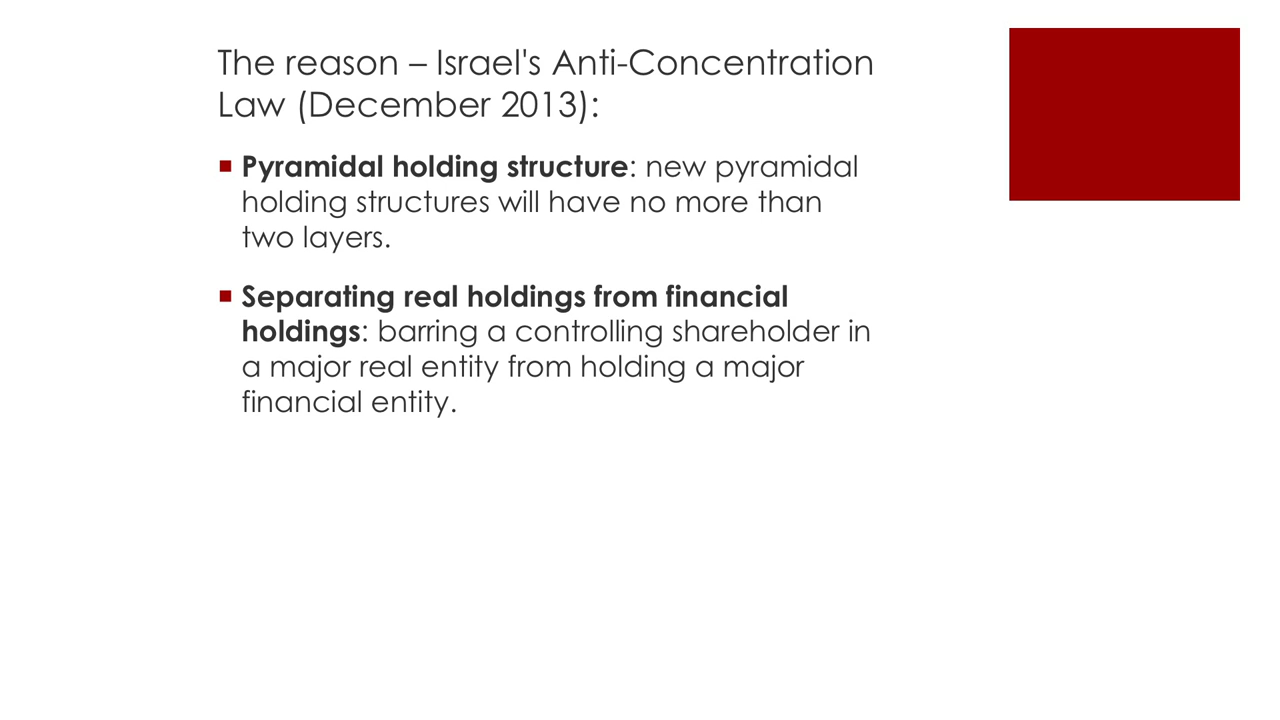 The reason – Israel's Anti-Concentration
Law (December 2013):
▪ Pyramidal holding structure: new pyramidal
holding structures will have no more than
two layers.
▪ Separating real holdings from financial
holdings: barring a controlling shareholder in
a major real entity from holding a major
financial entity.